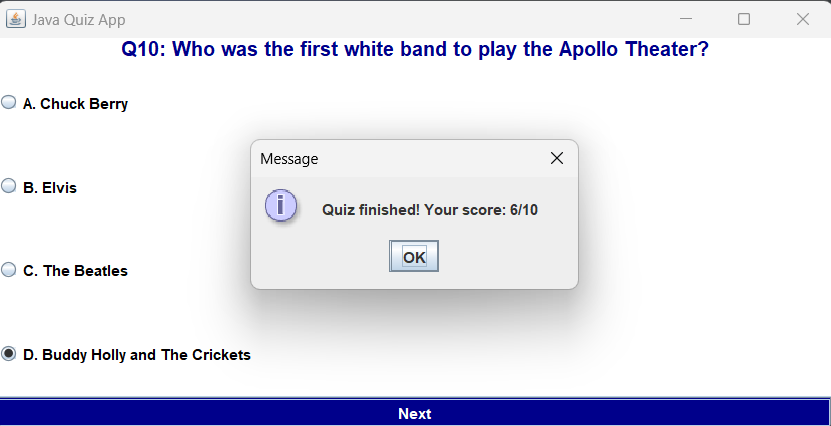 Java Quiz App
Q10: Who was the first white band to play the Apollo Theater?
A. Chuck Berry
B. Elvis
C. The Beatles
D. Buddy Holly and The Crickets
Message
i
Quiz finished! Your score: 6/10
OK
Next